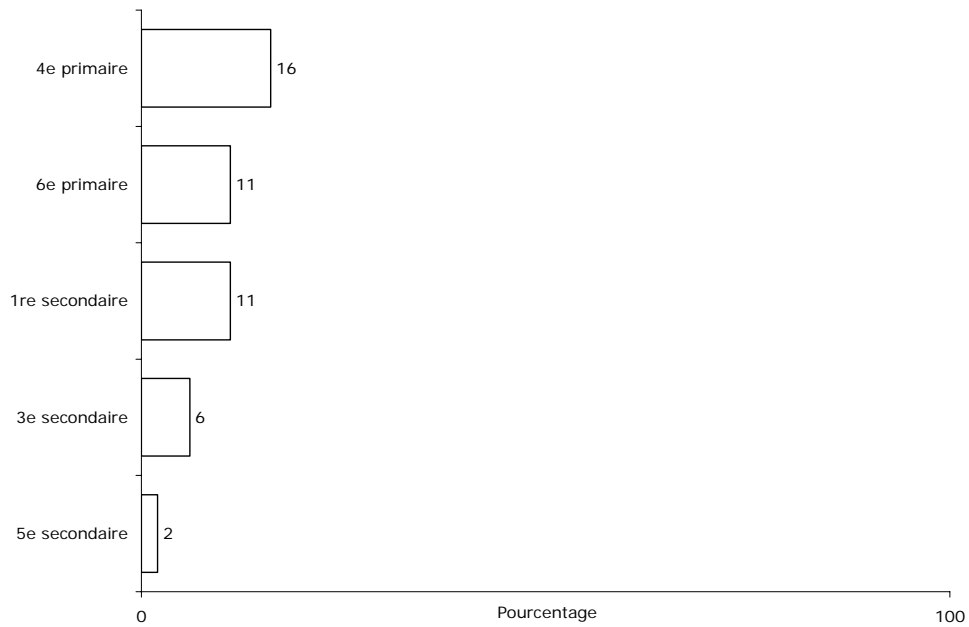 4e primaire 16
6e primaire 11
1re secondaire 11
3e secondaire 6
5e secondaire 2
0 Pourcentage 100